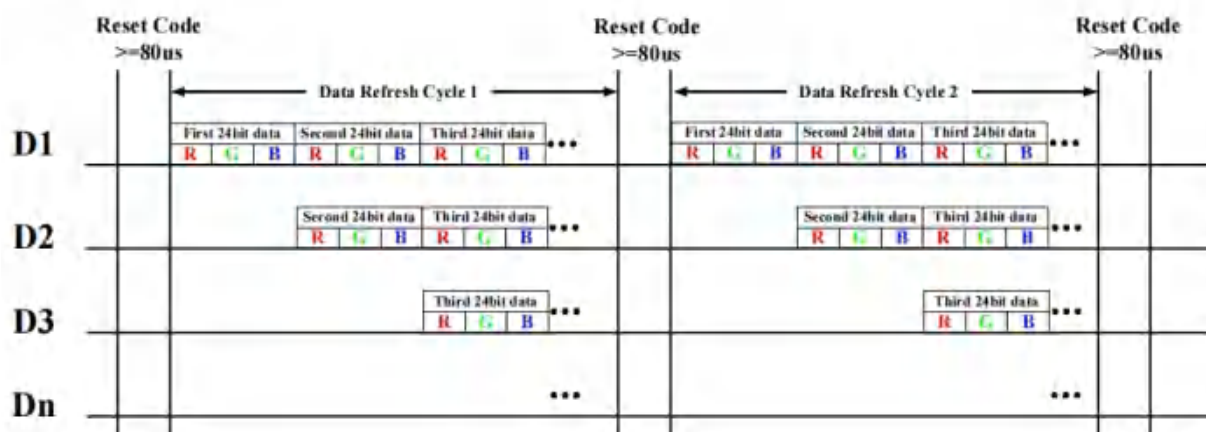 Reset Code Reset Code Reset Code
>=80us >=80us >=80us
Data Refresh Cycle 1 Data Refresh Cycle 2
First 24bit data Second 24bit data Third 24bit data ••• First 24bit data Second 24bit data Third 24bit data •••
D1 R G B R G B R G B R G B R G B R G B
Second 24bit data Third 24bit data ••• Second 24bit data Third 24bit data •••
D2 R G B R G B R G B R G B
Third 24bit data ••• Third 24bit data •••
D3 R G B R G B
Dn ••• •••